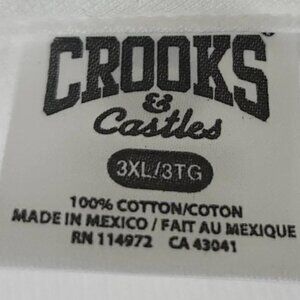 CROOKS
&
Castles
3XL/3TG
100% COTTON/COTON
MADE IN MEXICO / FAIT AU MEXIQUE
RN 114972 CA 43041